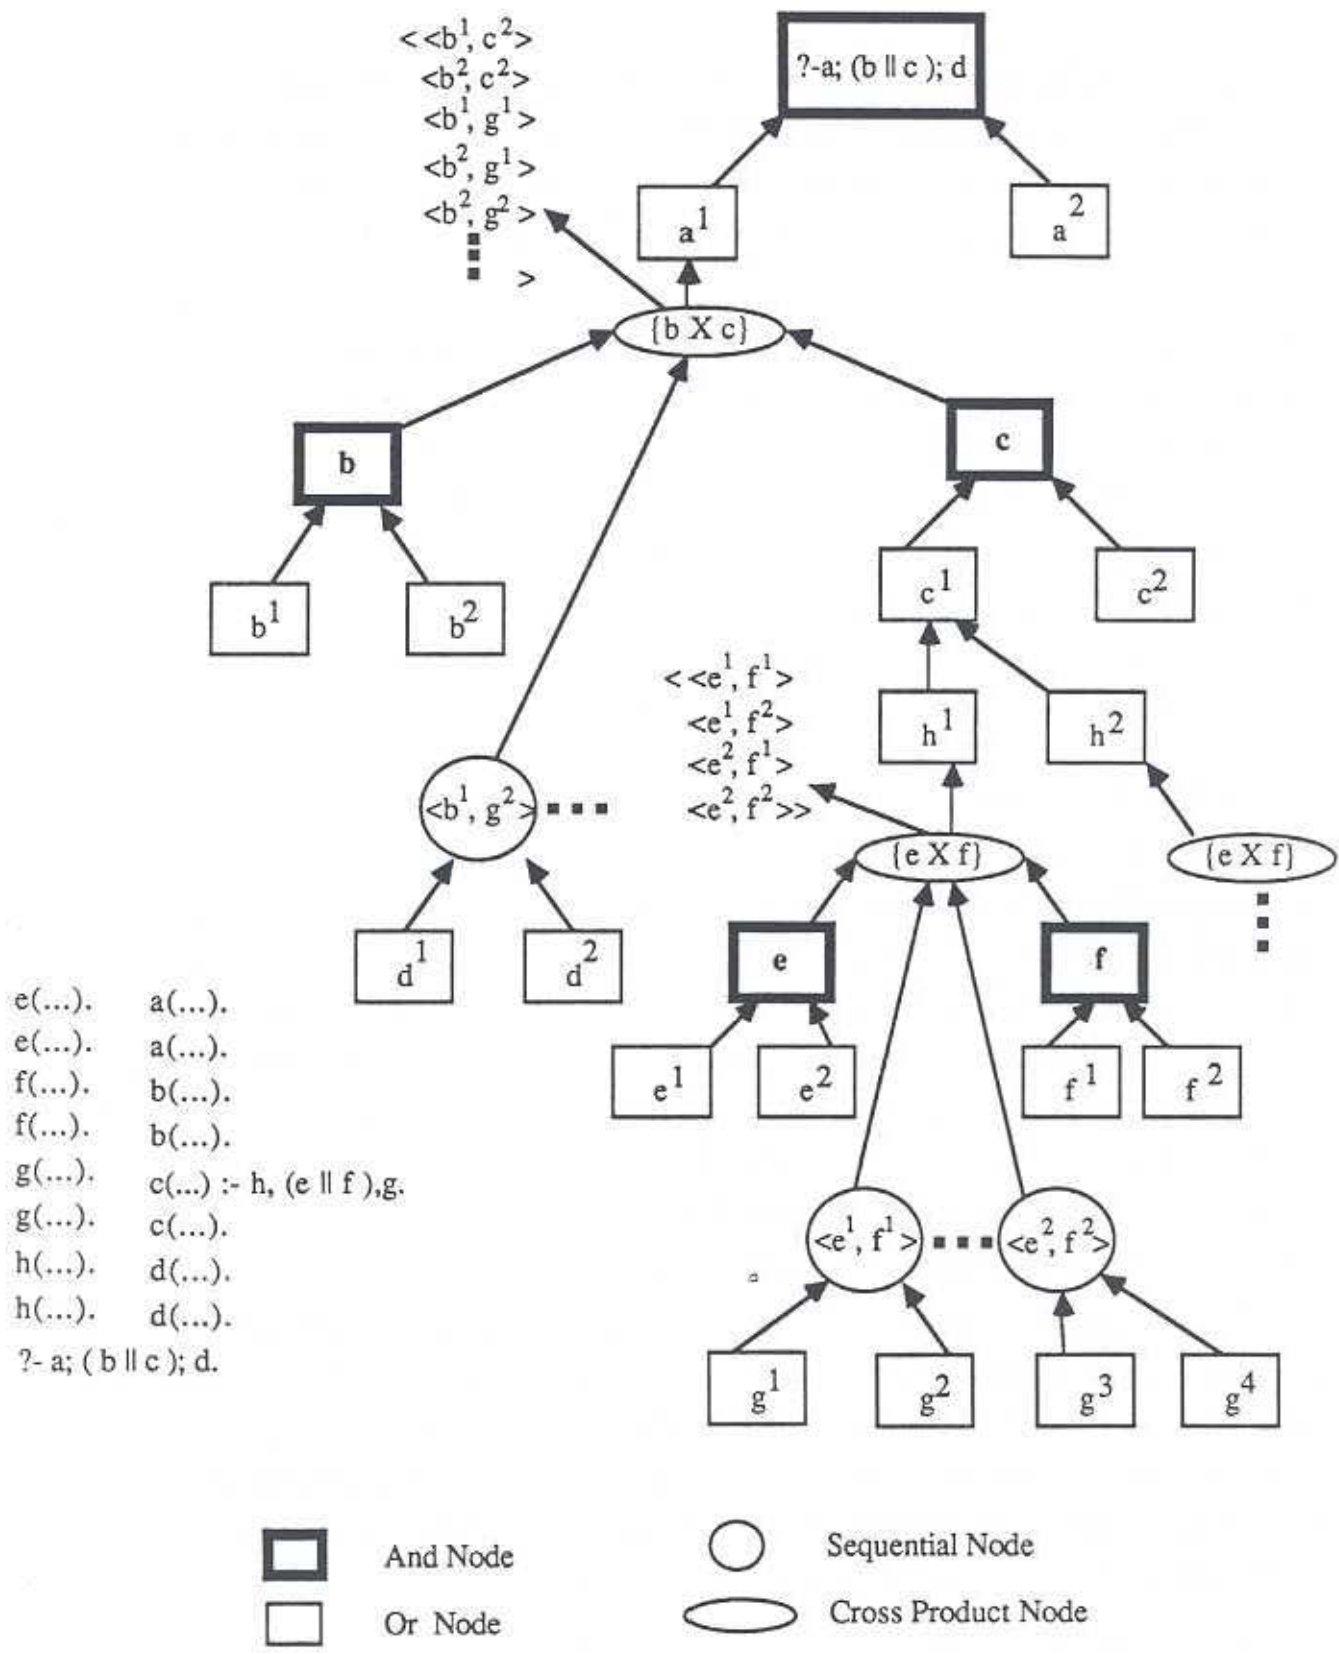 <<b¹, c²>
<b², c²>
<b¹, g¹>
<b², g¹>
<b², g²>
>
?-a; (b || c ); d
a¹
a²
{b X c}
b
c
b¹
b²
c¹
c²
<<e¹, f¹>
<e¹, f²>
<e², f¹>
<e², f²>>
h¹
h²
<b¹, g²>
{e X f}
{e X f}
d¹
d²
e
f
e¹
e²
f¹
f²
<e¹, f¹>
<e², f²>
g¹
g²
g³
g⁴
e(...). a(...).
e(...). a(...).
f(...). b(...).
f(...). b(...).
g(...). c(...) :- h, (e || f ),g.
g(...). c(...).
h(...). d(...).
h(...). d(...).
?- a; ( b || c ); d.
And Node
Sequential Node
Or Node
Cross Product Node